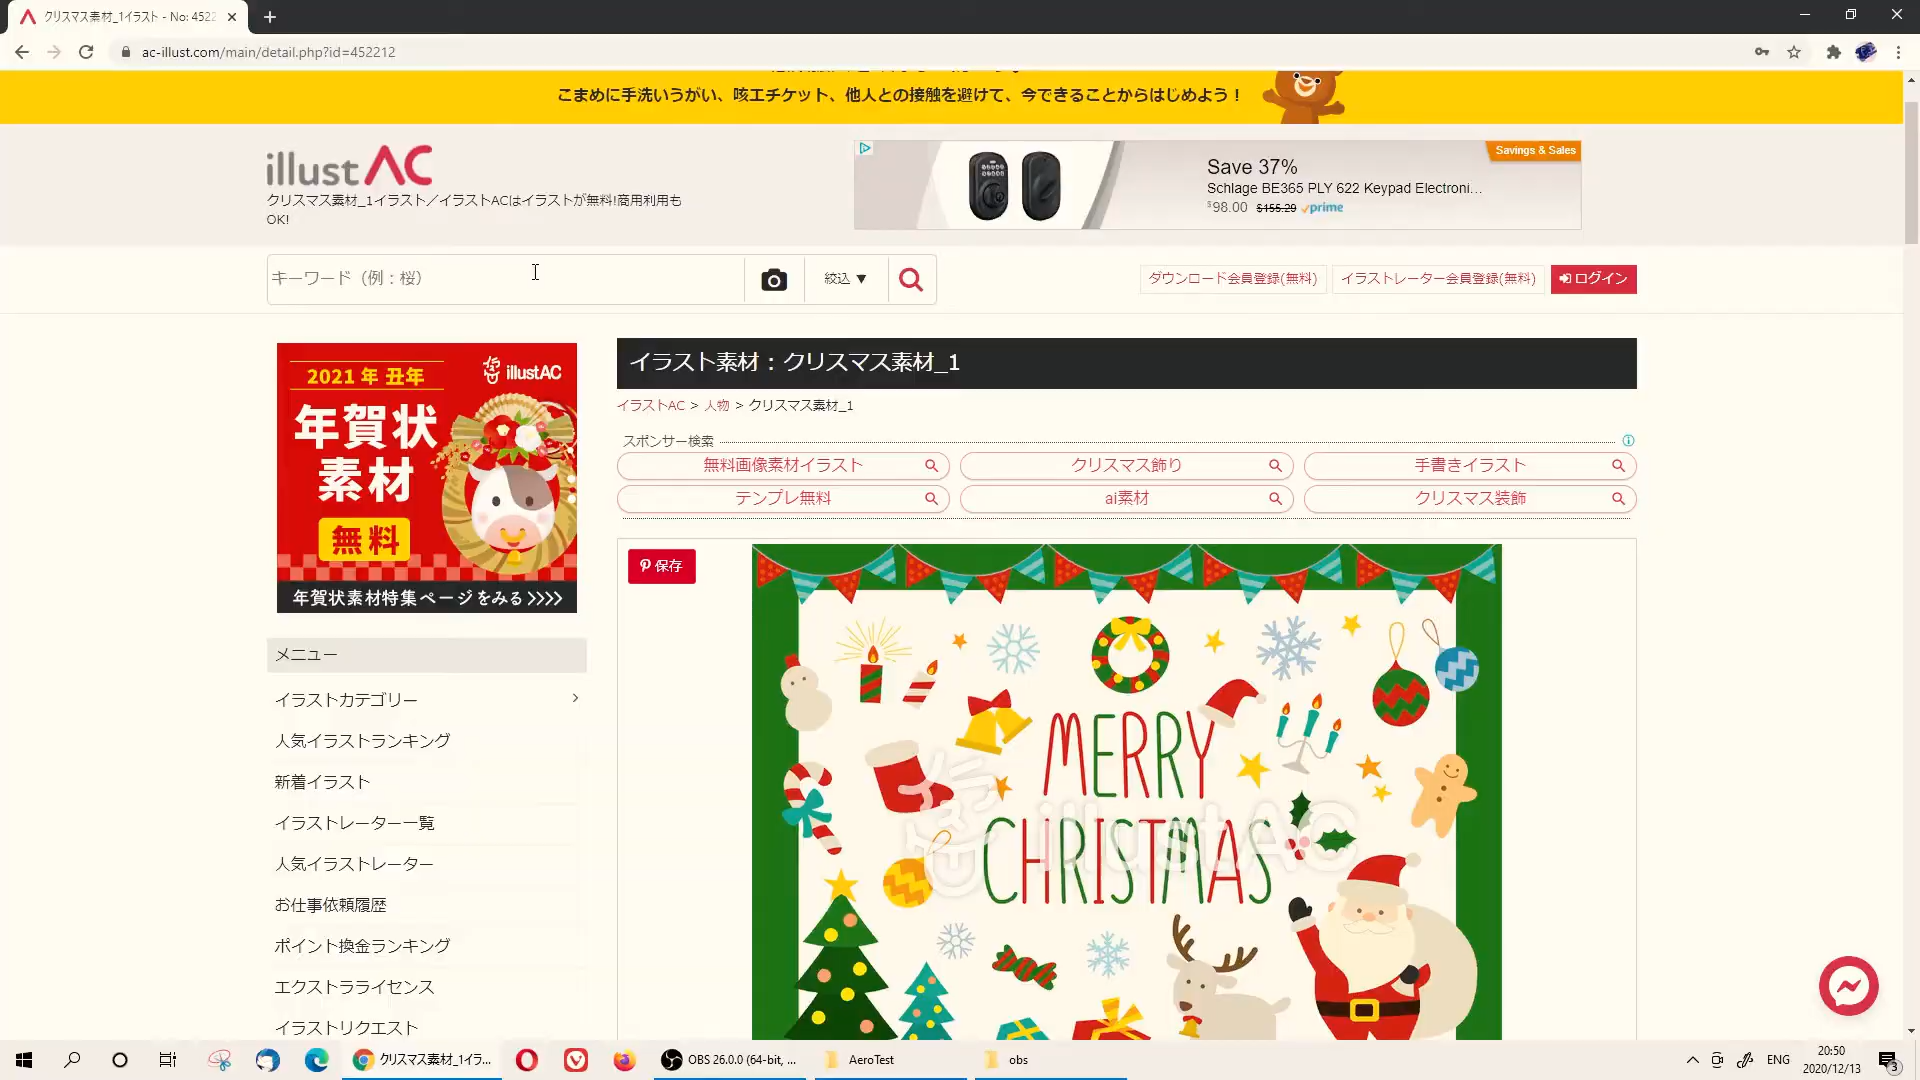 クリスマス素材_1イラスト - No: 4522
ac-illust.com/main/detail.php?id=452212
こまめに手洗いうがい、咳エチケット、他人との接触を避けて、今できることからはじめよう！
illustAC
クリスマス素材_1イラスト／イラストACはイラストが無料!商用利用も
OK!
Savings & Sales
Save 37%
Schlage BE365 PLY 622 Keypad Electroni...
$98.00 $155.29 prime
キーワード（例：桜）
絞込 ▼
ダウンロード会員登録(無料)
イラストレーター会員登録(無料)
ログイン
2021年 丑年
illustAC
年賀状
素材
無料
年賀状素材特集ページをみる >>>>
イラスト素材：クリスマス素材_1
イラストAC > 人物 > クリスマス素材_1
スポンサー検索
無料画像素材イラスト
クリスマス飾り
手書きイラスト
テンプレ無料
ai素材
クリスマス装飾
保存
MERRY
CHRISTMAS
illustAC
メニュー
イラストカテゴリー
人気イラストランキング
新着イラスト
イラストレーター一覧
人気イラストレーター
お仕事依頼履歴
ポイント換金ランキング
エクストラライセンス
イラストリクエスト
クリスマス素材_1イラ...
OBS 26.0.0 (64-bit, ...
AeroTest
obs
ENG
20:50
2020/12/13
3